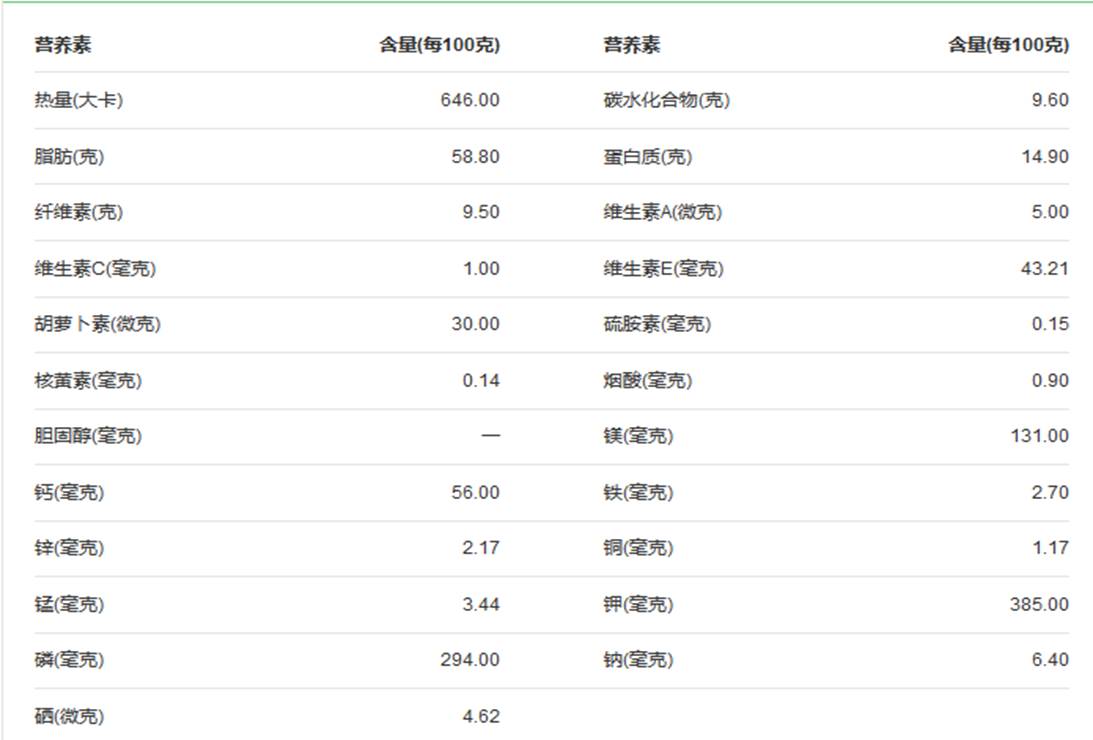 营养素 含量(每100克) 营养素 含量(每100克)
热量(大卡) 646.00 碳水化合物(克) 9.60
脂肪(克) 58.80 蛋白质(克) 14.90
纤维素(克) 9.50 维生素A(微克) 5.00
维生素C(毫克) 1.00 维生素E(毫克) 43.21
胡萝卜素(微克) 30.00 硫胺素(毫克) 0.15
核黄素(毫克) 0.14 烟酸(毫克) 0.90
胆固醇(毫克) — 镁(毫克) 131.00
钙(毫克) 56.00 铁(毫克) 2.70
锌(毫克) 2.17 铜(毫克) 1.17
锰(毫克) 3.44 钾(毫克) 385.00
磷(毫克) 294.00 钠(毫克) 6.40
硒(微克) 4.62